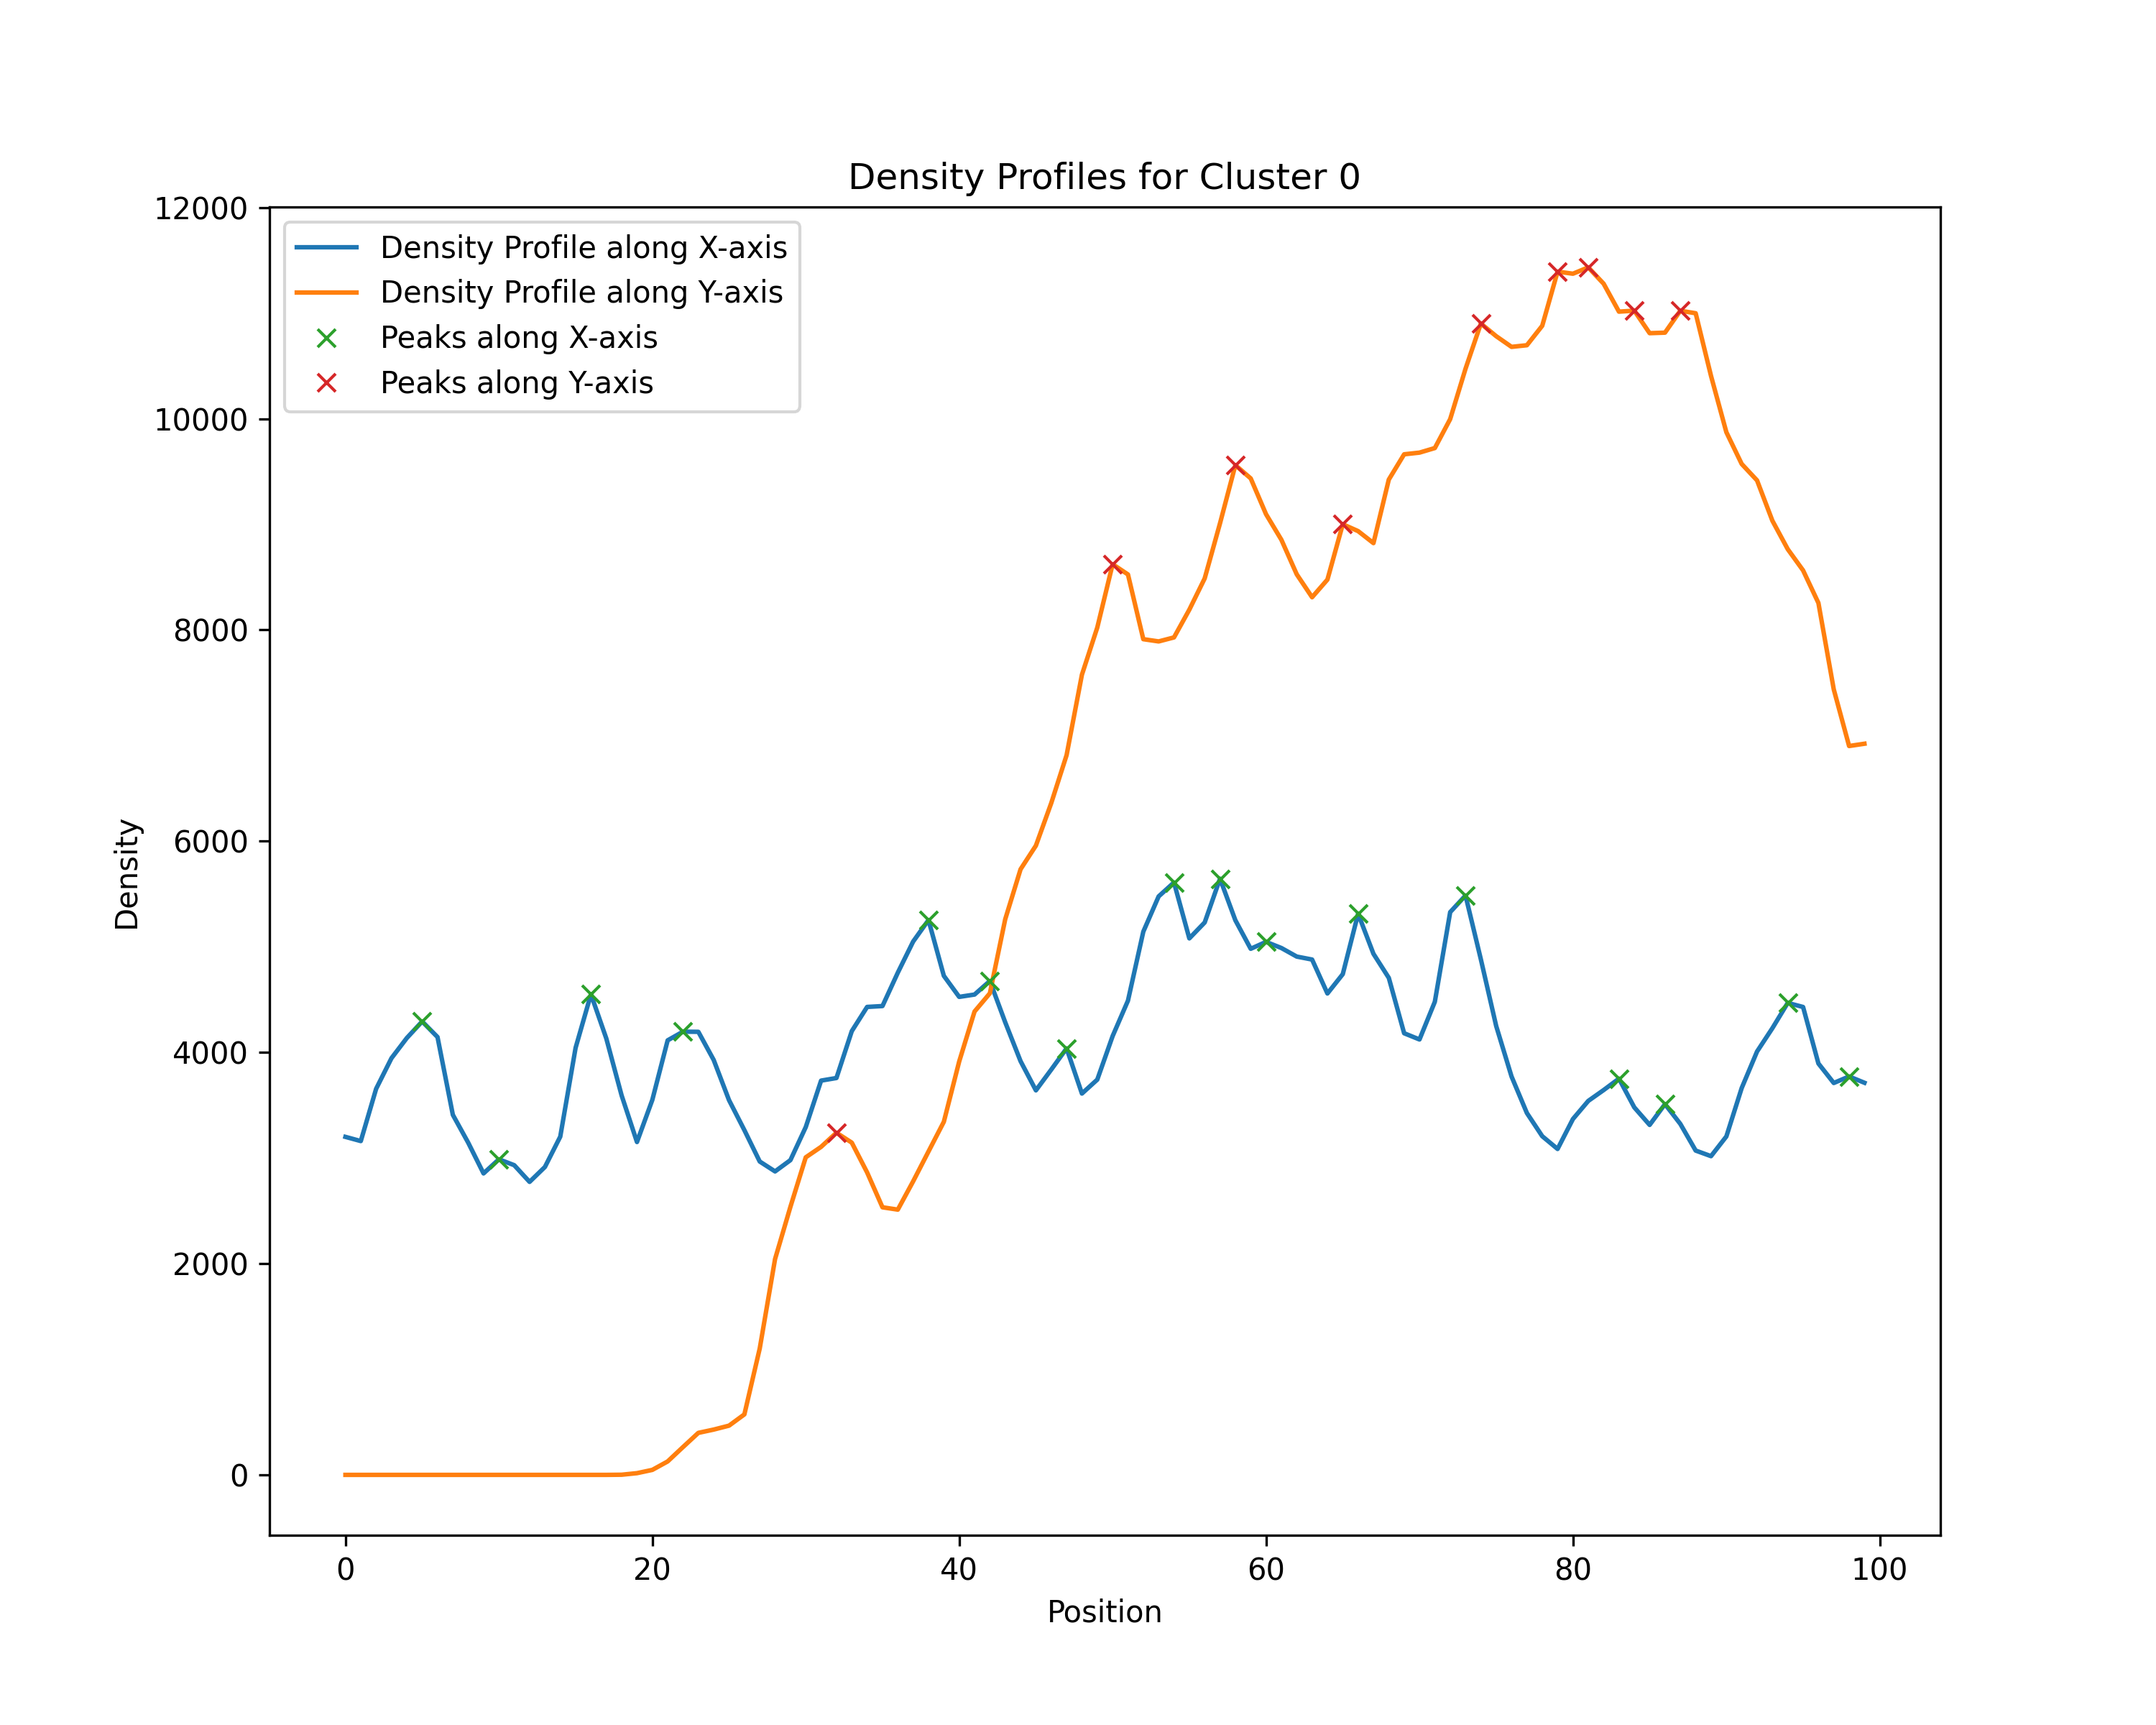 Density Profiles for Cluster 0
12000
10000
8000
6000
4000
2000
0
Density
Density Profile along X-axis
Density Profile along Y-axis
Peaks along X-axis
Peaks along Y-axis
0 20 40 60 80 100
Position